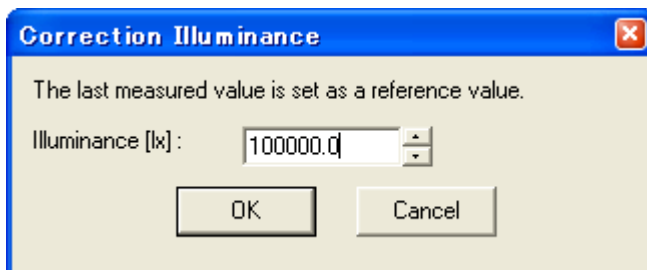 Correction Illuminance
The last measured value is set as a reference value.
Illuminance [lx] : 100000.0
OK Cancel